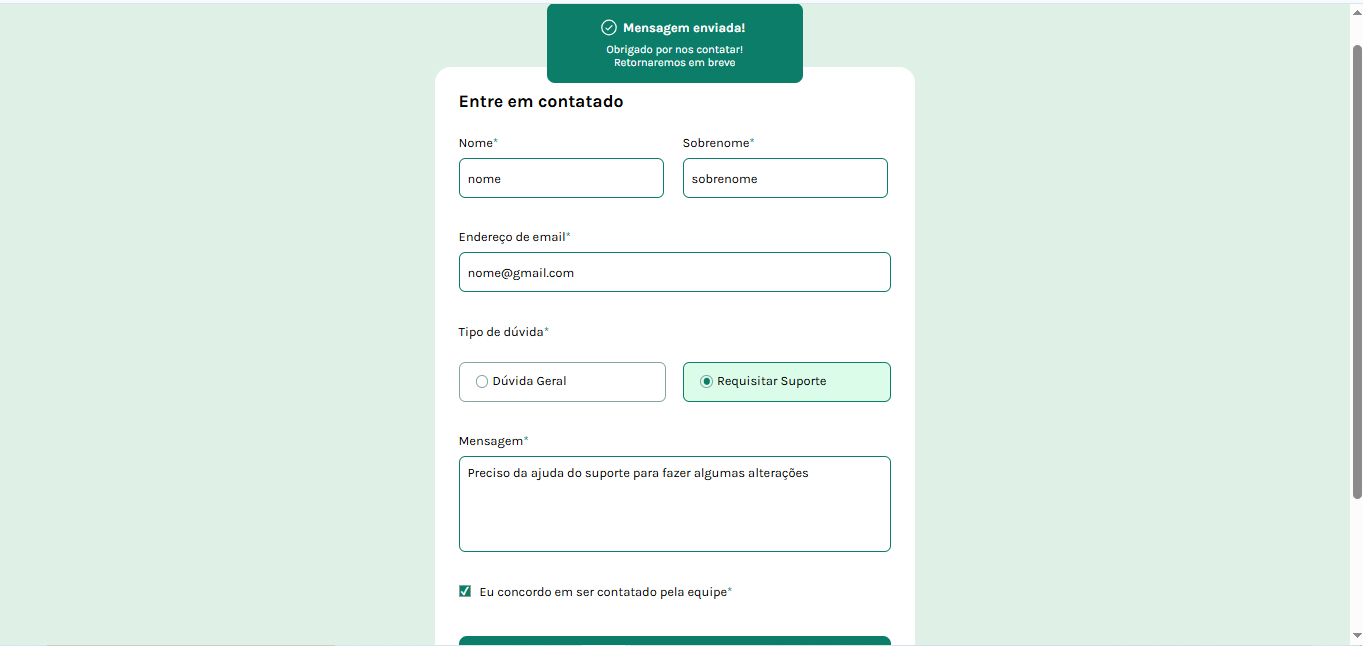 Mensagem enviada!
Obrigado por nos contatar!
Retornaremos em breve
Entre em contatado
Nome*
Sobrenome*
nome
sobrenome
Endereço de email*
nome@gmail.com
Tipo de dúvida*
Dúvida Geral
Requisitar Suporte
Mensagem*
Preciso da ajuda do suporte para fazer algumas alterações
Eu concordo em ser contatado pela equipe*